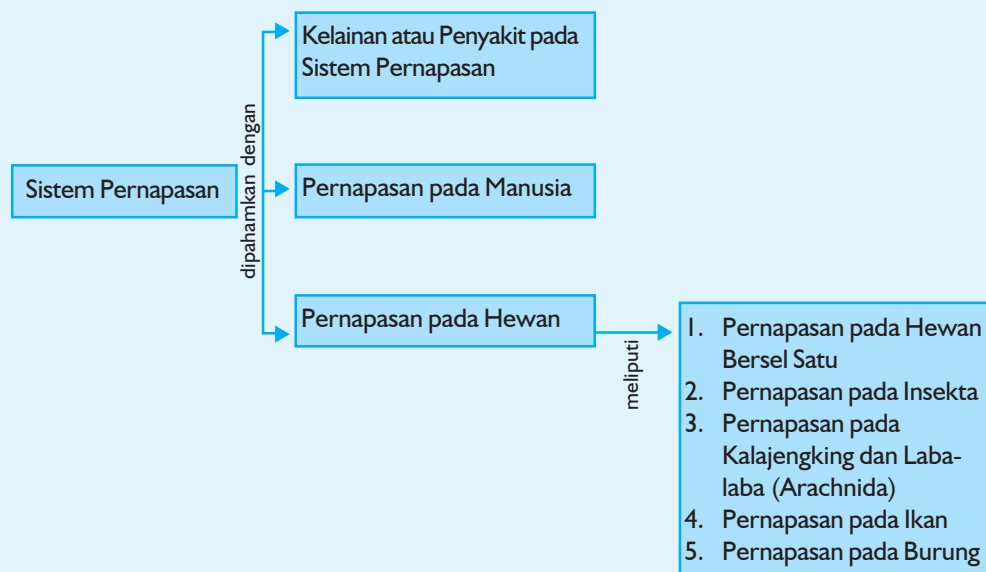 Kelainan atau Penyakit pada
Sistem Pernapasan
dipahamkan dengan
Sistem Pernapasan
Pernapasan pada Manusia
Pernapasan pada Hewan
meliputi
1. Pernapasan pada Hewan
Bersel Satu
2. Pernapasan pada Insekta
3. Pernapasan pada
Kalajengking dan Laba-
laba (Arachnida)
4. Pernapasan pada Ikan
5. Pernapasan pada Burung